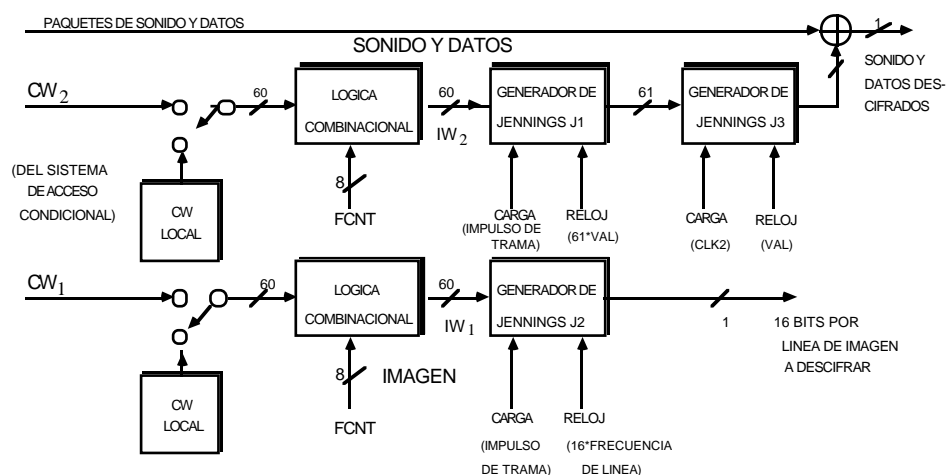 PAQUETES DE SONIDO Y DATOS
1
SONIDO Y DATOS
SONIDO Y
DATOS DES-
CIFRADOS
CW2
60
LOGICA
COMBINACIONAL
60
IW2
GENERADOR DE
JENNINGS J1
61
GENERADOR DE
JENNINGS J3
(DEL SISTEMA
DE ACCESO
CONDICIONAL)
CW
LOCAL
8
FCNT
CARGA
(IMPULSO DE
TRAMA)
RELOJ
(61*VAL)
CARGA
(CLK2)
RELOJ
(VAL)
CW1
60
LOGICA
COMBINACIONAL
60
IW1
GENERADOR DE
JENNINGS J2
1
16 BITS POR
LINEA DE IMAGEN
A DESCIFRAR
CW
LOCAL
8
IMAGEN
FCNT
CARGA
(IMPULSO
DE TRAMA)
RELOJ
(16*FRECUENCIA
DE LINEA)